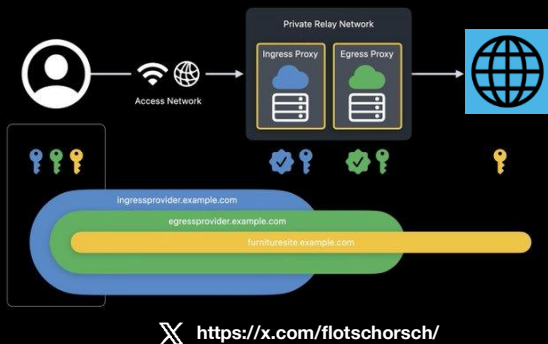 Private Relay Network
Ingress Proxy
Egress Proxy
Access Network
ingressprovider.example.com
egressprovider.example.com
furnituresite.example.com
https://x.com/flotschorsch/